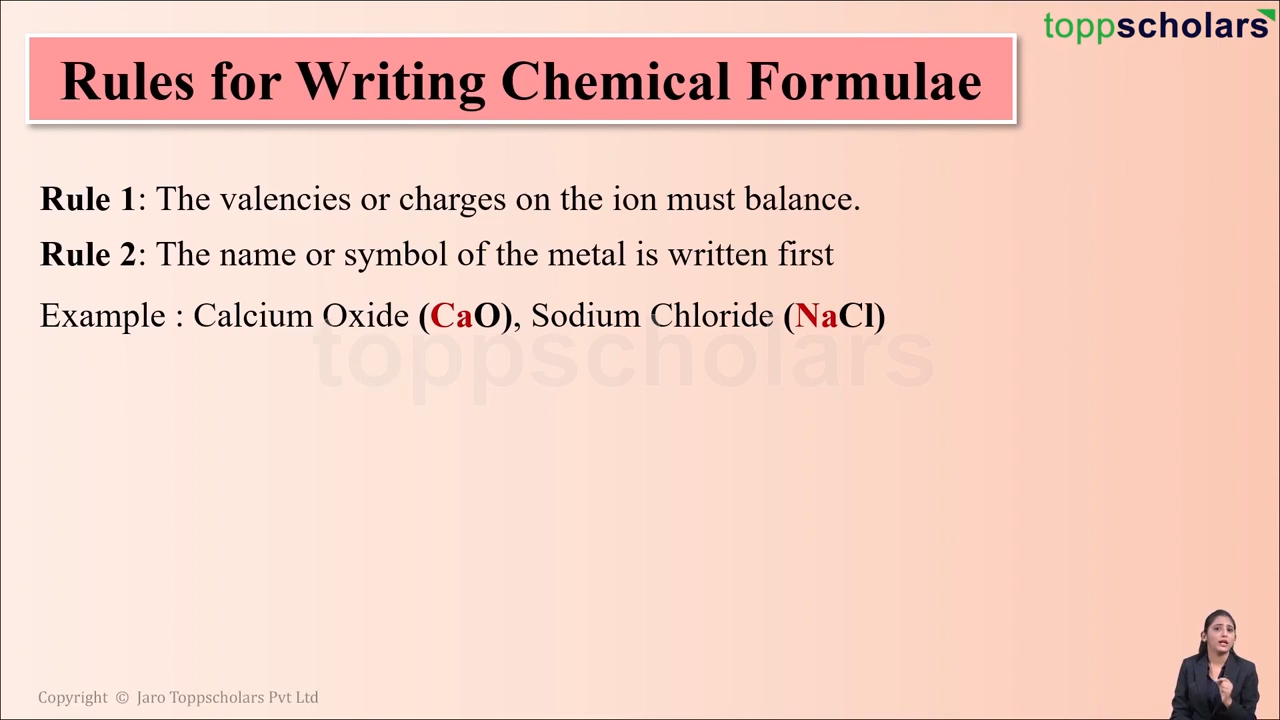 toppscholars
Rules for Writing Chemical Formulae
Rule 1: The valencies or charges on the ion must balance.
Rule 2: The name or symbol of the metal is written first
Example : Calcium Oxide (CaO), Sodium Chloride (NaCl)
toppscholars
Copyright © Jaro Toppscholars Pvt Ltd